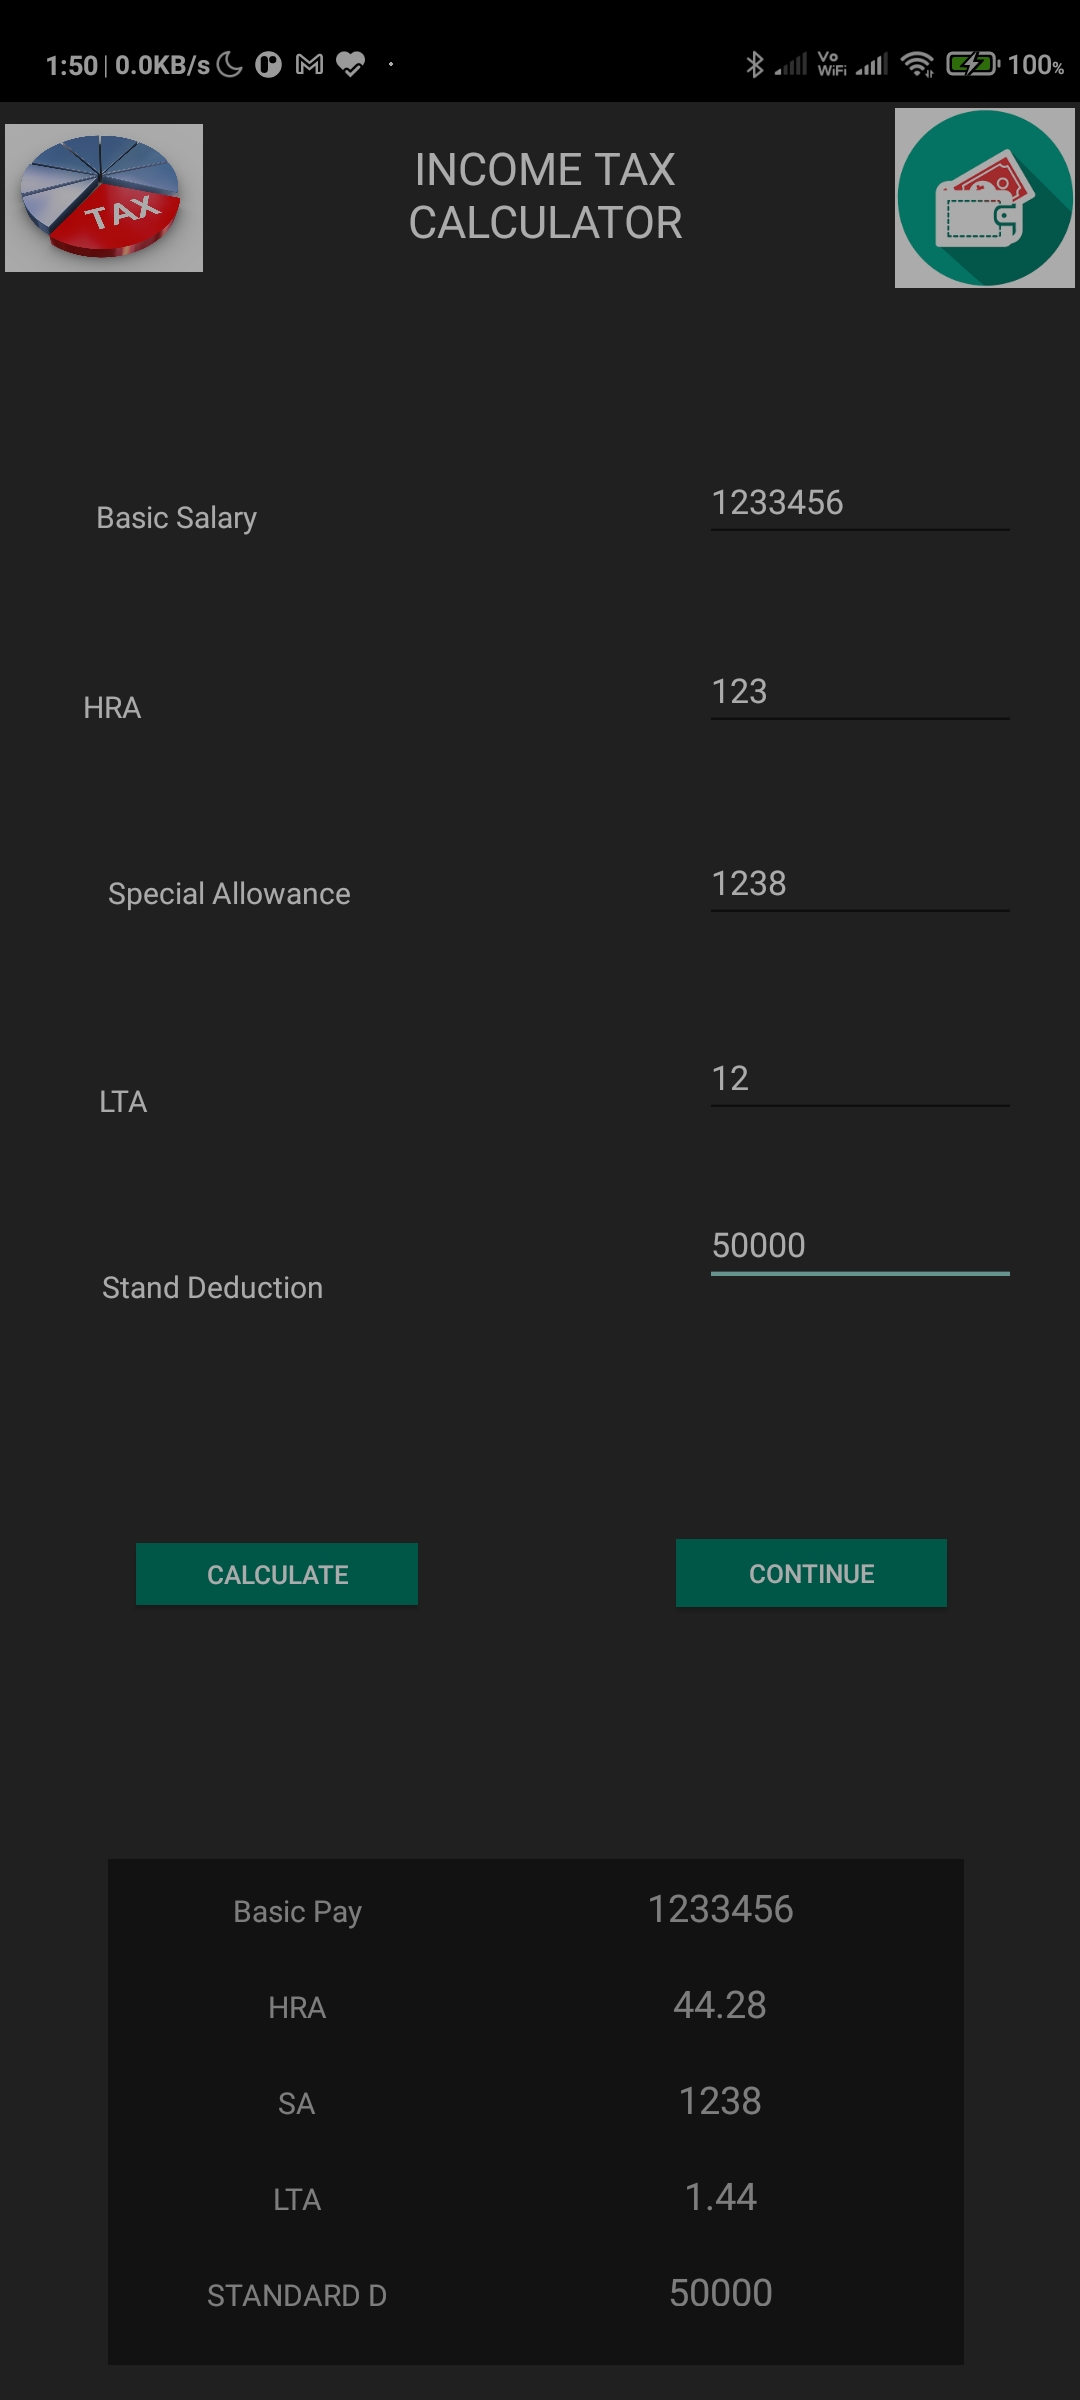 1:50 | 0.0KB/s Vo WiFi 100%
TAX
INCOME TAX
CALCULATOR
Basic Salary 1233456
HRA 123
Special Allowance 1238
LTA 12
Stand Deduction 50000
CALCULATE CONTINUE
Basic Pay 1233456
HRA 44.28
SA 1238
LTA 1.44
STANDARD D 50000